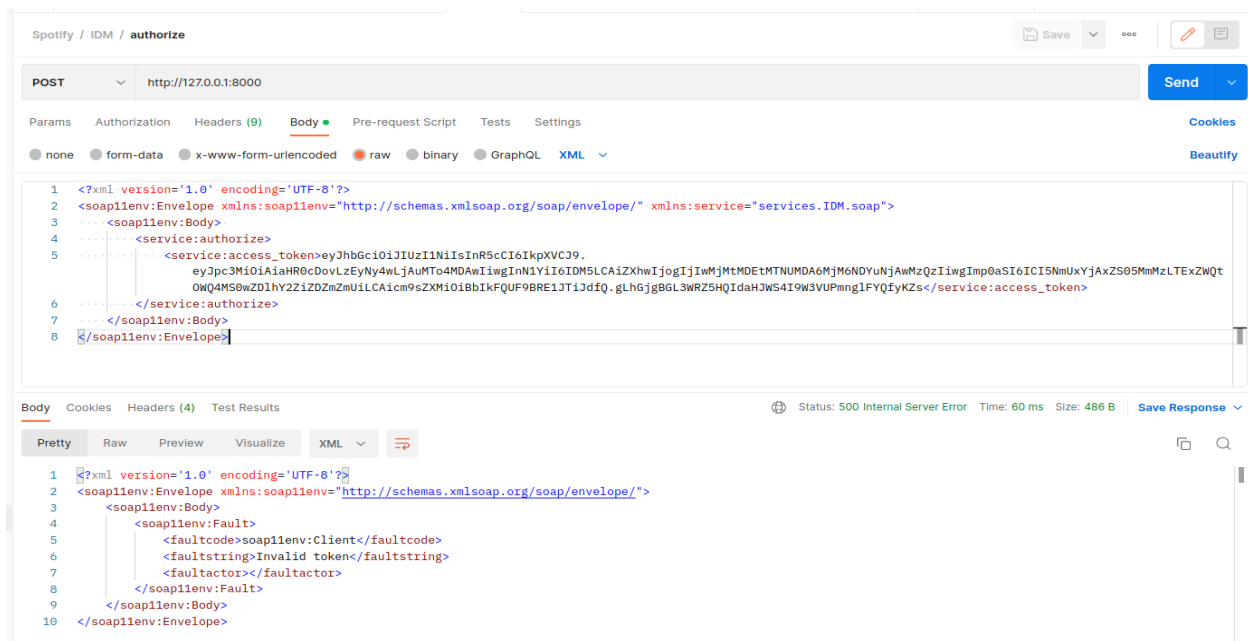 Spotify / IDM / authorize
Save
POST http://127.0.0.1:8000 Send
Params Authorization Headers (9) Body Pre-request Script Tests Settings Cookies
none form-data x-www-form-urlencoded raw binary GraphQL XML Beautify
1 <?xml version='1.0' encoding='UTF-8'?>
2 <soap11env:Envelope xmlns:soap11env="http://schemas.xmlsoap.org/soap/envelope/" xmlns:service="services.IDM.soap">
3 <soap11env:Body>
4 <service:authorize>
5 <service:access_token>eyJhbGciOiJIUzI1NiIsInR5cCI6IkpXVCJ9.
eyJpc3MiOiAiaHR0cDovLzEyNy4wLjAuMTo4MDAwIiwgInN1YiI6IDM5LCAiZXhwIjogIjIwMjMtMDEtMTNUMDA6MjM6NDYuNjAwMzQzIiwgImp0aSI6ICI5NmUxYjAxZS05MmMzLTExZWQt
OWQ4MS0wZDlhY2ZiZDZmZmUiLCAicm9sZXMiOiBbIkFQUF9BRE1JTiJdfQ.gLhGjgBGL3WRZ5HQIdaHJWS4I9W3VUPmnglFYQfyKZs</service:access_token>
6 </service:authorize>
7 </soap11env:Body>
8 </soap11env:Envelope>
Body Cookies Headers (4) Test Results Status: 500 Internal Server Error Time: 60 ms Size: 486 B Save Response
Pretty Raw Preview Visualize XML
1 <?xml version='1.0' encoding='UTF-8'?>
2 <soap11env:Envelope xmlns:soap11env="http://schemas.xmlsoap.org/soap/envelope/">
3 <soap11env:Body>
4 <soap11env:Fault>
5 <faultcode>soap11env:Client</faultcode>
6 <faultstring>Invalid token</faultstring>
7 <faultactor></faultactor>
8 </soap11env:Fault>
9 </soap11env:Body>
10 </soap11env:Envelope>